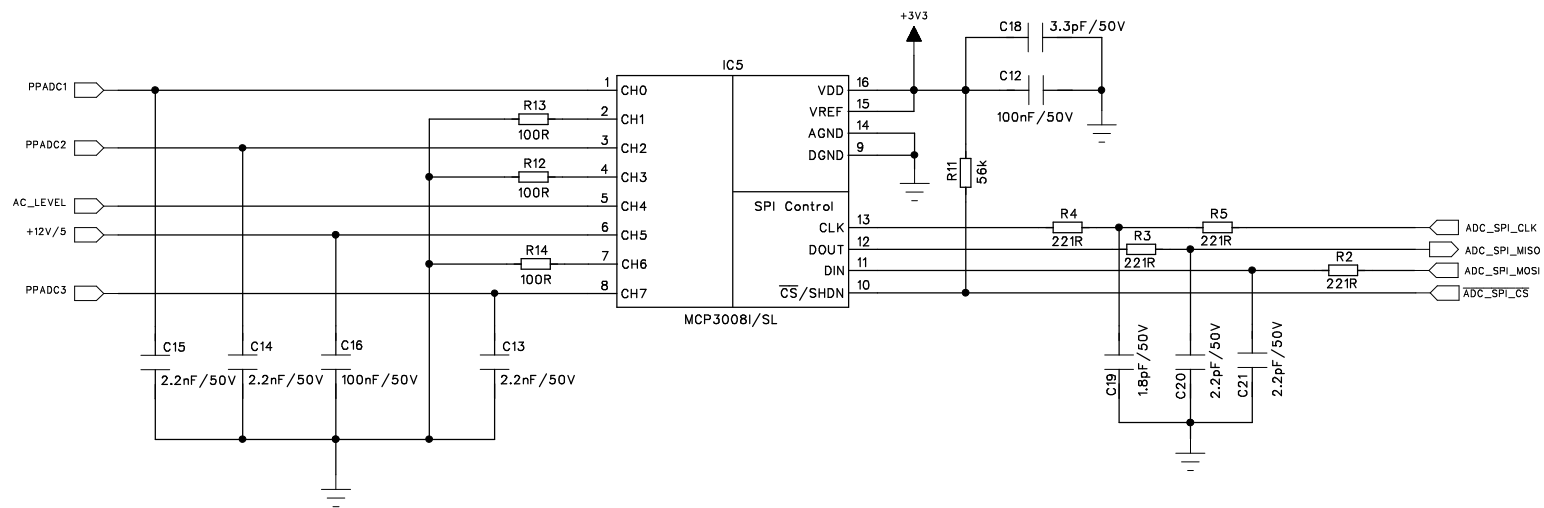 +3V3
C18
3.3pF/50V
IC5
PPADC1
1
CH0
VDD
16
C12
100nF/50V
R13
100R
2
CH1
VREF
15
PPADC2
3
CH2
AGND
14
DGND
9
R12
100R
4
CH3
R11
56k
AC_LEVEL
5
CH4
SPI Control
+12V/5
6
CH5
CLK
13
R4
221R
R5
221R
ADC_SPI_CLK
DOUT
12
R3
221R
ADC_SPI_MISO
R14
100R
7
CH6
DIN
11
R2
221R
ADC_SPI_MOSI
PPADC3
8
CH7
CS/SHDN
10
ADC_SPI_CS
MCP3008I/SL
C15
2.2nF/50V
C14
2.2nF/50V
C16
100nF/50V
C13
2.2nF/50V
C19
1.8pF/50V
C20
2.2pF/50V
C21
2.2pF/50V